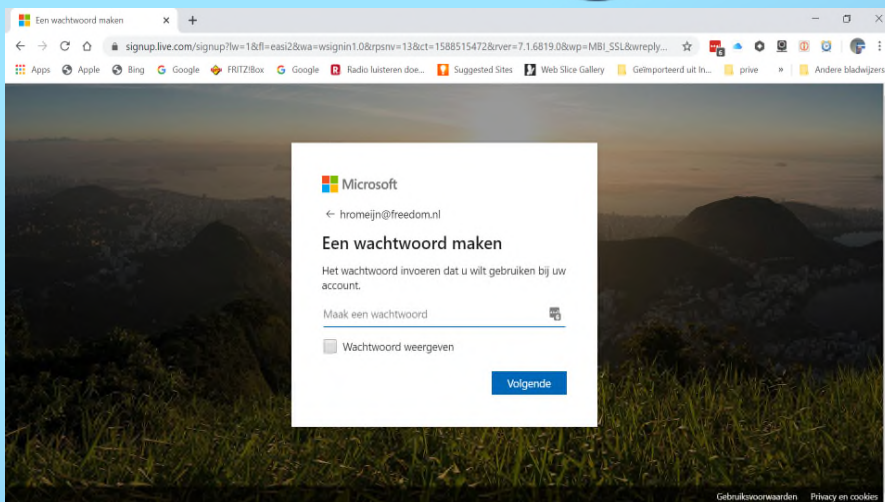 Een wachtwoord maken
signup.live.com/signup?lw=1&fl=easi2&wa=wsignin1.0&rpsnv=13&ct=1588515472&rver=7.1.6819.0&wp=MBI_SSL&wreply...
Apps Apple Bing Google FRITZ!Box Google Radio luisteren doe... Suggested Sites Web Slice Gallery Geïmporteerd uit In... prive » Andere bladwijzers
Microsoft
← hromeijn@freedom.nl
Een wachtwoord maken
Het wachtwoord invoeren dat u wilt gebruiken bij uw
account.
Maak een wachtwoord
Wachtwoord weergeven
Volgende
Gebruiksvoorwaarden Privacy en cookies